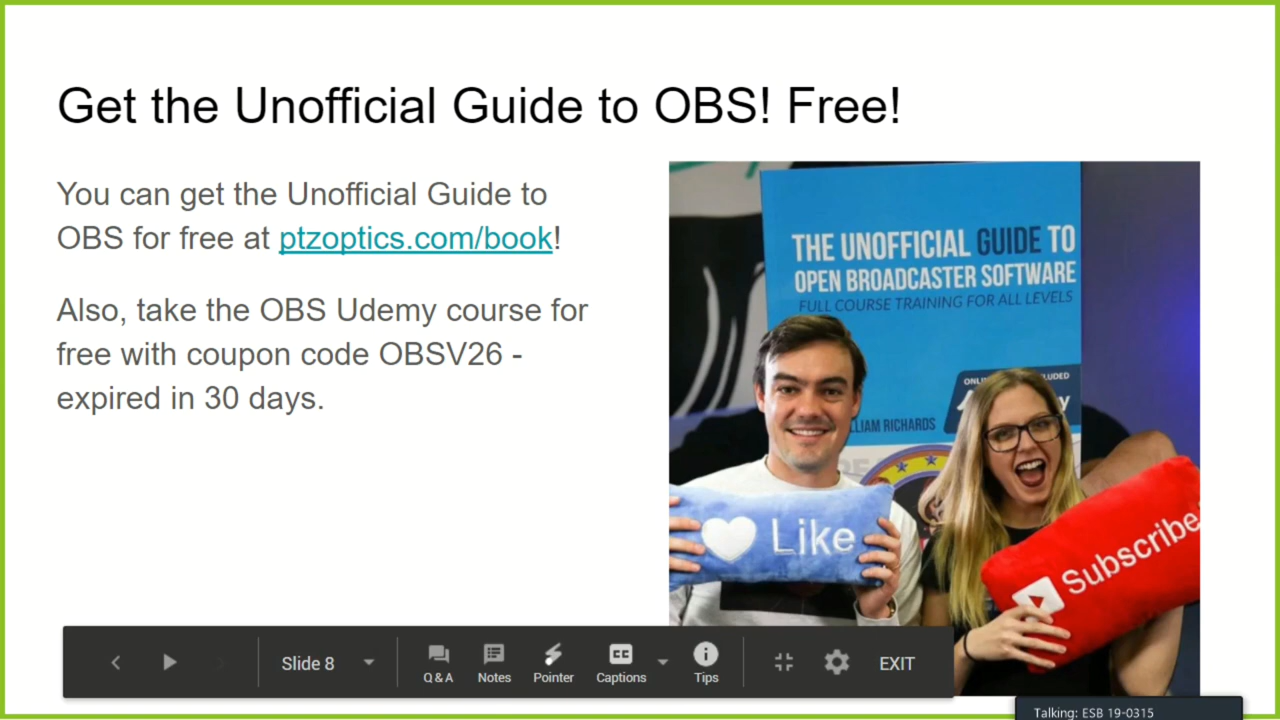 Get the Unofficial Guide to OBS! Free!
You can get the Unofficial Guide to
OBS for free at ptzoptics.com/book!
Also, take the OBS Udemy course for
free with coupon code OBSV26 -
expired in 30 days.
THE UNOFFICIAL GUIDE TO
OPEN BROADCASTER SOFTWARE
FULL COURSE TRAINING FOR ALL LEVELS
RICHARDS
Like
Subscribe
Slide 8
Q & A
Notes
Pointer
Captions
Tips
EXIT
Talking: ESB 19-0315